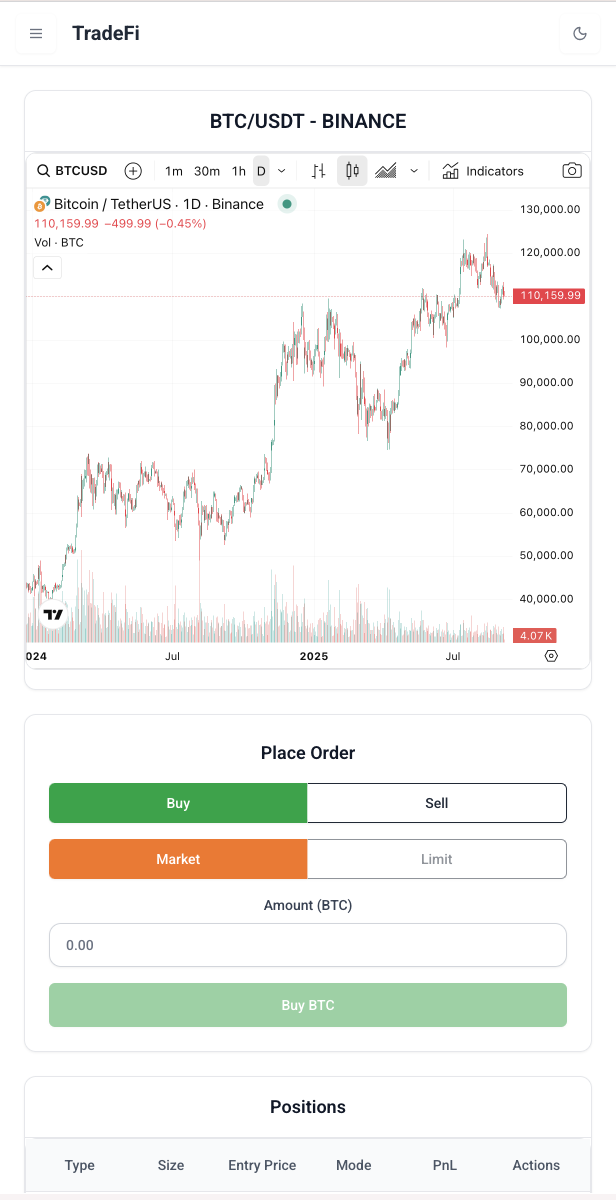 TradeFi
BTC/USDT - BINANCE
BTCUSD 1m 30m 1h D Indicators
Bitcoin / TetherUS · 1D · Binance
110,159.99 −499.99 (−0.45%)
Vol · BTC
130,000.00
120,000.00
110,159.99
100,000.00
90,000.00
80,000.00
70,000.00
60,000.00
50,000.00
40,000.00
4.07 K
024 Jul 2025 Jul
Place Order
Buy Sell
Market Limit
Amount (BTC)
0.00
Buy BTC
Positions
Type Size Entry Price Mode PnL Actions